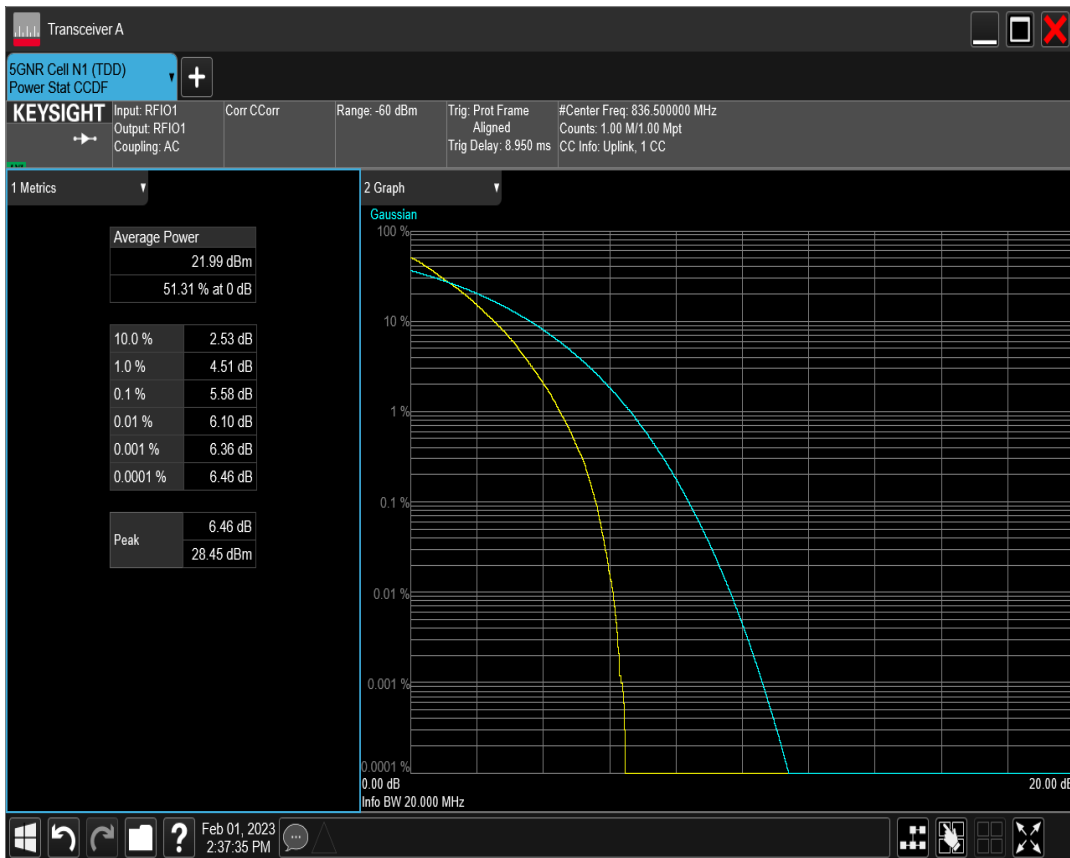 Transceiver A
5GNR Cell N1 (TDD)
Power Stat CCDF
+
KEYSIGHT
Input: RFIO1
Output: RFIO1
Coupling: AC
Corr CCorr
Range: -60 dBm
Trig: Prot Frame
Aligned
Trig Delay: 8.950 ms
#Center Freq: 836.500000 MHz
Counts: 1.00 M/1.00 Mpt
CC Info: Uplink, 1 CC
1 Metrics
Average Power
21.99 dBm
51.31 % at 0 dB
10.0 % 2.53 dB
1.0 % 4.51 dB
0.1 % 5.58 dB
0.01 % 6.10 dB
0.001 % 6.36 dB
0.0001 % 6.46 dB
Peak
6.46 dB
28.45 dBm
2 Graph
Gaussian
100 %
10 %
1 %
0.1 %
0.01 %
0.001 %
0.0001 %
0.00 dB
20.00 dB
Info BW 20.000 MHz
?
Feb 01, 2023
2:37:35 PM